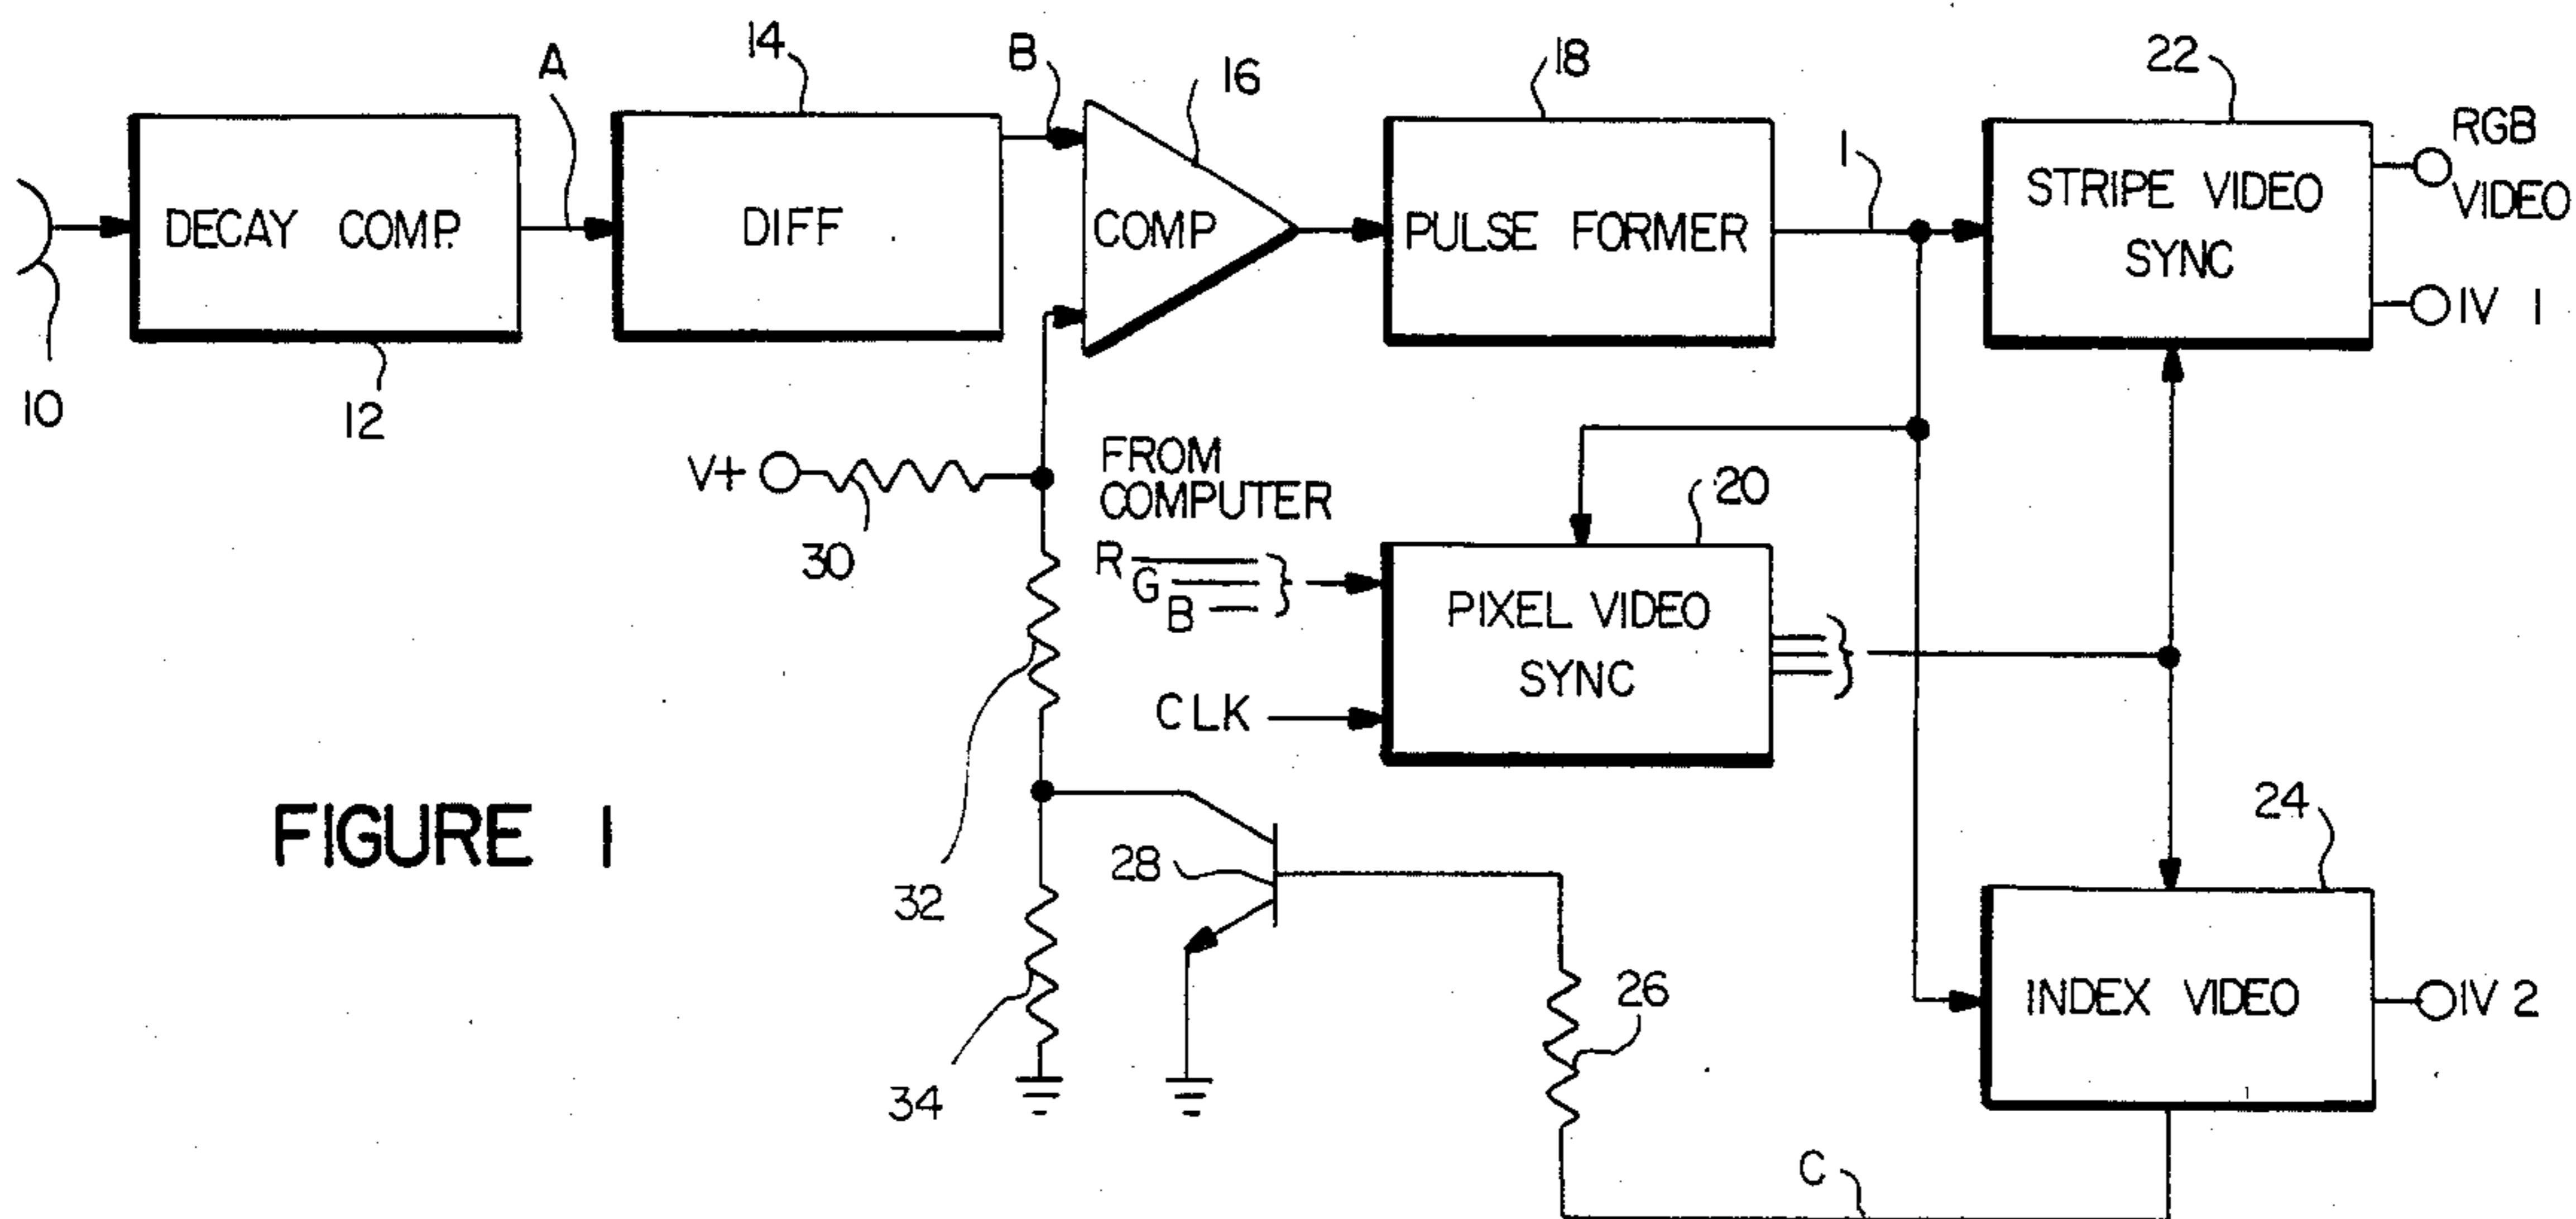 14
A
B
16
18
22
RGB
VIDEO
DECAY COMP.
DIFF
COMP
PULSE FORMER
I
STRIPE VIDEO
SYNC
IV 1
10
12
V+
30
FROM
COMPUTER
20
R
G
B
PIXEL VIDEO
SYNC
CLK
32
FIGURE 1
28
24
34
26
INDEX VIDEO
IV 2
C